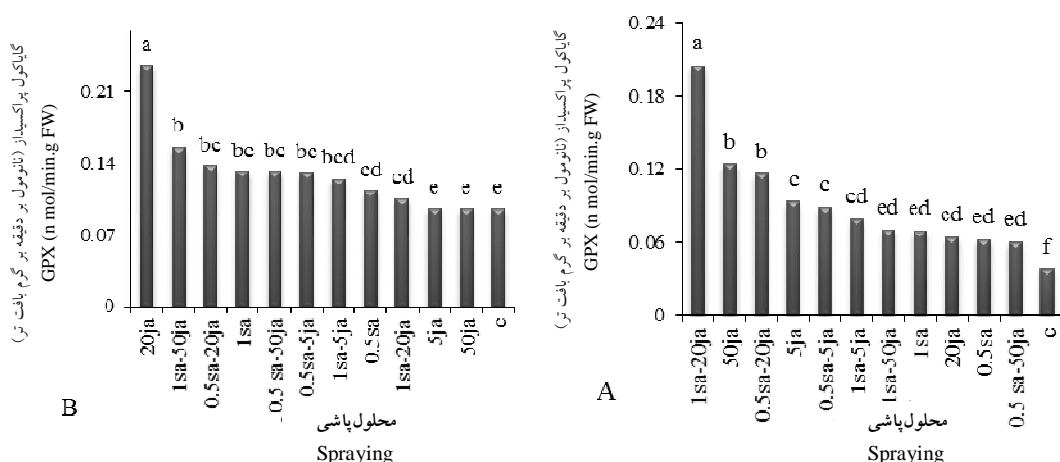 گایاکول پراکسیداز (نانومول بر دقیقه بر گرم بافت تر)
GPX (n mol/min.g FW)
0.21
0.14
0.07
0
a
b
bc
bc
bc
bc
bcd
cd
cd
e
e
e
20ja
1sa-50ja
0.5sa-20ja
1sa
0.5 sa-50ja
0.5sa-5ja
1sa-5ja
0.5sa
1sa-20ja
5ja
50ja
c
B
محلول‌پاشی
Spraying
گایاکول پراکسیداز (نانومول بر دقیقه بر گرم بافت تر)
GPX (n mol/min.g FW)
0.24
0.18
0.12
0.06
0
a
b
b
c
c
cd
ed
ed
ed
ed
ed
f
1sa-20ja
50ja
0.5sa-20ja
5ja
0.5sa-5ja
1sa-5ja
1sa-50ja
1sa
20ja
0.5sa
0.5 sa-50ja
c
A
محلول‌پاشی
Spraying